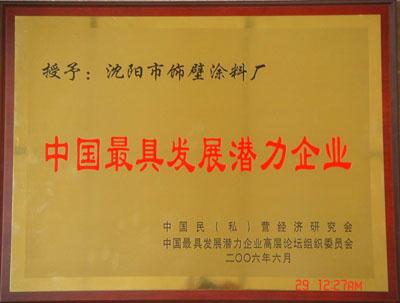 授予：沈阳市饰壁涂料厂
中国最具发展潜力企业
中国民（私）营经济研究会
中国最具发展潜力企业高层论坛组织委员会
二〇〇六年六月
29 12:27AM